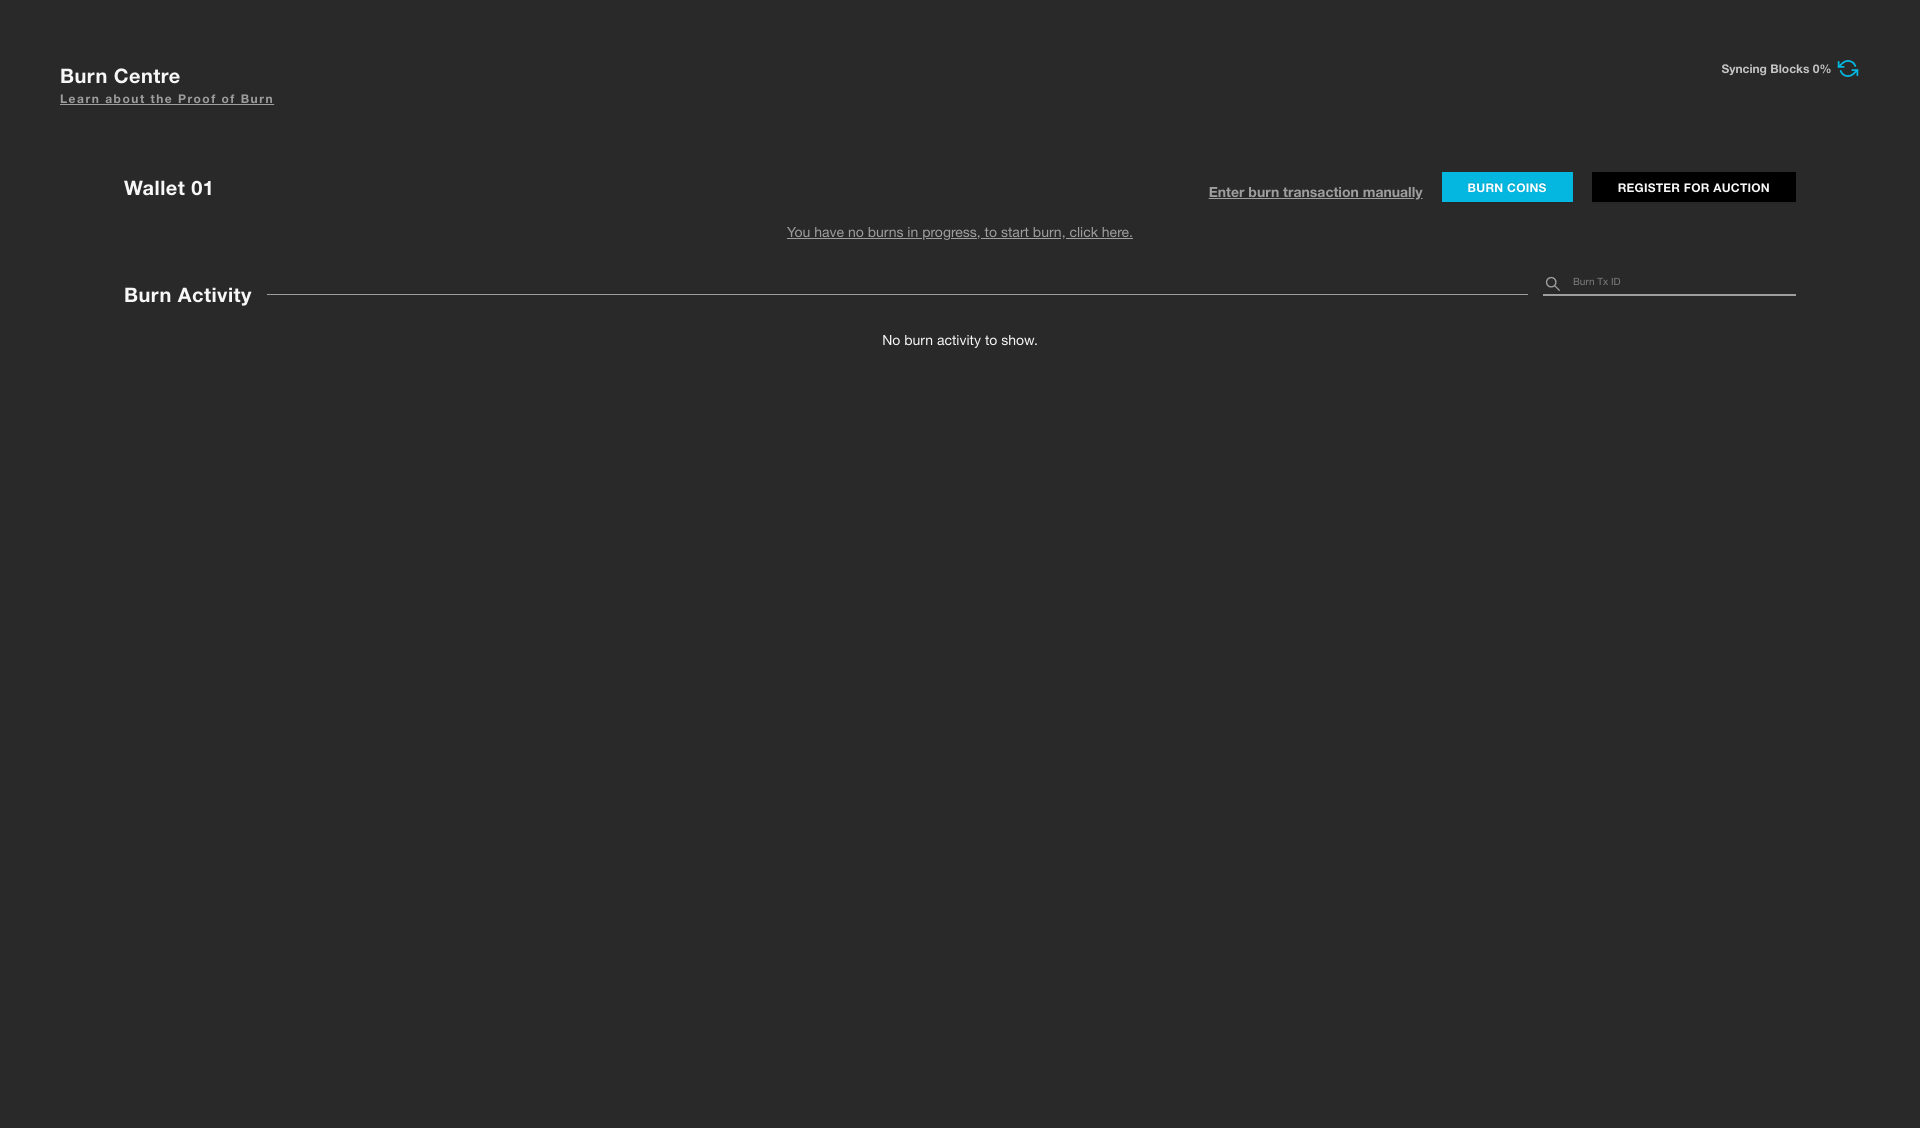 Burn Centre
Syncing Blocks 0%
Learn about the Proof of Burn
Wallet 01
Enter burn transaction manually
BURN COINS
REGISTER FOR AUCTION
You have no burns in progress, to start burn, click here.
Burn Activity
Burn Tx ID
No burn activity to show.